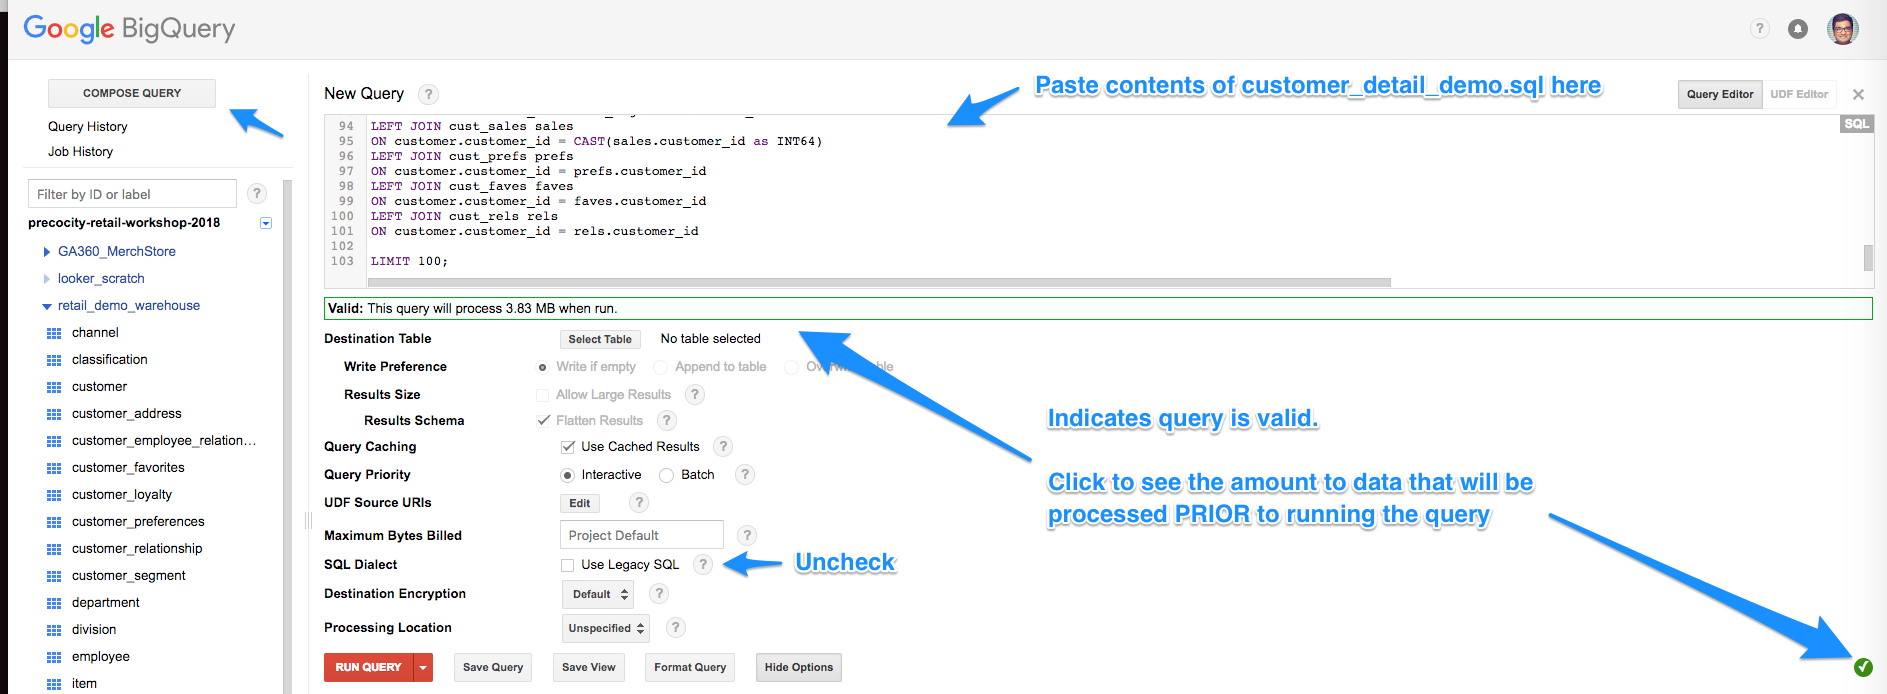 Google BigQuery
?
COMPOSE QUERY
Query History
Job History
Filter by ID or label
?
precocity-retail-workshop-2018
GA360_MerchStore
looker_scratch
retail_demo_warehouse
channel
classification
customer
customer_address
customer_employee_relation...
customer_favorites
customer_loyalty
customer_preferences
customer_relationship
customer_segment
department
division
employee
item
New Query ?
Paste contents of customer_detail_demo.sql here
Query Editor UDF Editor
SQL
94 LEFT JOIN cust_sales sales
95 ON customer.customer_id = CAST(sales.customer_id as INT64)
96 LEFT JOIN cust_prefs prefs
97 ON customer.customer_id = prefs.customer_id
98 LEFT JOIN cust_faves faves
99 ON customer.customer_id = faves.customer_id
100 LEFT JOIN cust_rels rels
101 ON customer.customer_id = rels.customer_id
102
103 LIMIT 100;
Valid: This query will process 3.83 MB when run.
Destination Table Select Table No table selected
Write Preference Write if empty Append to table
Results Size Allow Large Results ?
Results Schema Flatten Results ?
Query Caching Use Cached Results ?
Query Priority Interactive Batch ?
UDF Source URIs Edit ?
Maximum Bytes Billed Project Default ?
SQL Dialect Use Legacy SQL ? Uncheck
Destination Encryption Default ?
Processing Location Unspecified ?
RUN QUERY Save Query Save View Format Query Hide Options
Indicates query is valid.
Click to see the amount to data that will be
processed PRIOR to running the query